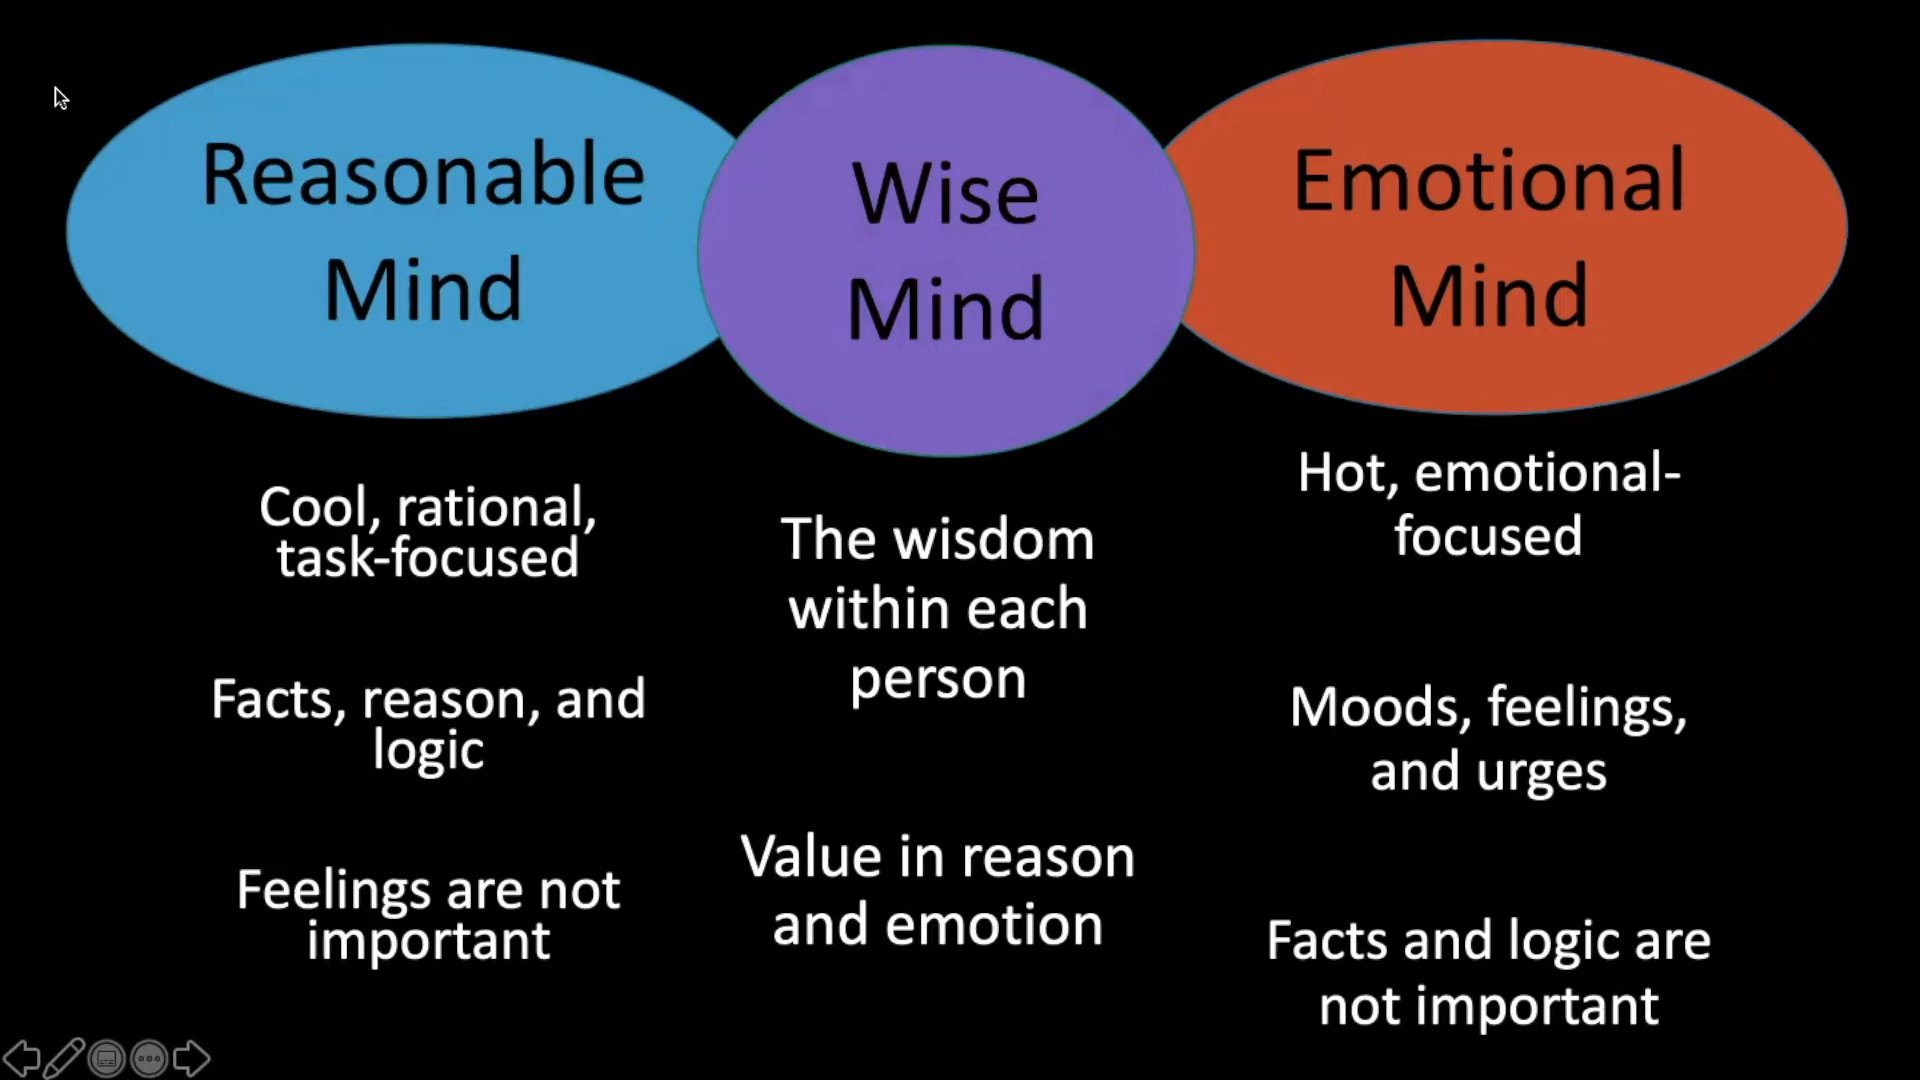 Reasonable
Mind
Cool, rational,
task-focused
Facts, reason, and
logic
Feelings are not
important
Wise
Mind
The wisdom
within each
person
Value in reason
and emotion
Emotional
Mind
Hot, emotional-
focused
Moods, feelings,
and urges
Facts and logic are
not important